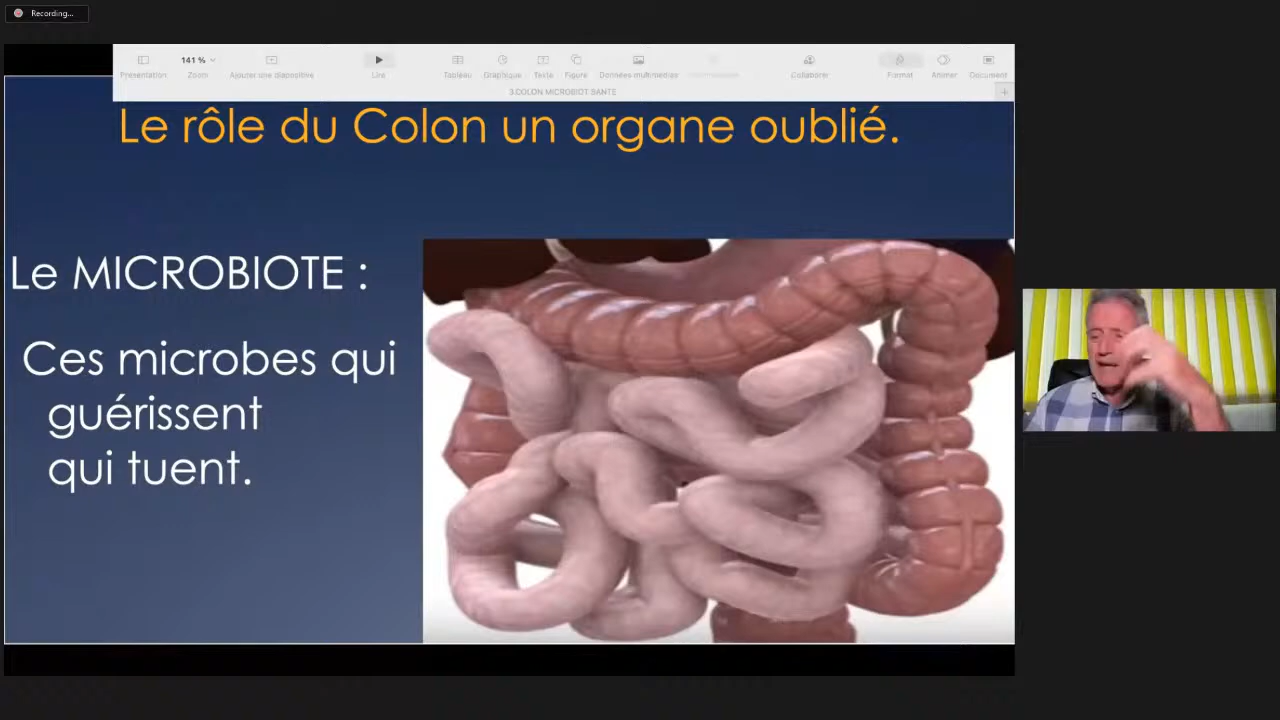 Recording...
141 %
Présentation
Zoom
Ajouter une diapositive
Lire
Tableau
Graphique
Texte
Figure
Données multimédias
Collaborer
Format
Animer
Document
3.COLON MICROBIOT SANTE
Le rôle du Colon un organe oublié.
Le MICROBIOTE :
Ces microbes qui
guérissent
qui tuent.